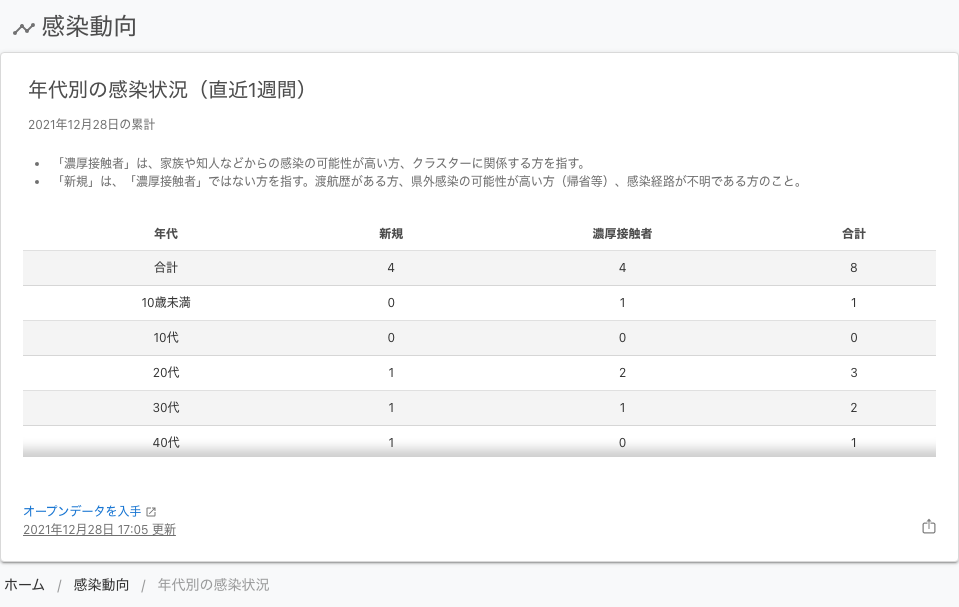 感染動向
年代別の感染状況（直近1週間）
2021年12月28日の累計
• 「濃厚接触者」は、家族や知人などからの感染の可能性が高い方、クラスターに関係する方を指す。
• 「新規」は、「濃厚接触者」ではない方を指す。渡航歴がある方、県外感染の可能性が高い方（帰省等）、感染経路が不明である方のこと。
年代 新規 濃厚接触者 合計
合計 4 4 8
10歳未満 0 1 1
10代 0 0 0
20代 1 2 3
30代 1 1 2
40代 1 0 1
オープンデータを入手
2021年12月28日 17:05 更新
ホーム / 感染動向 / 年代別の感染状況